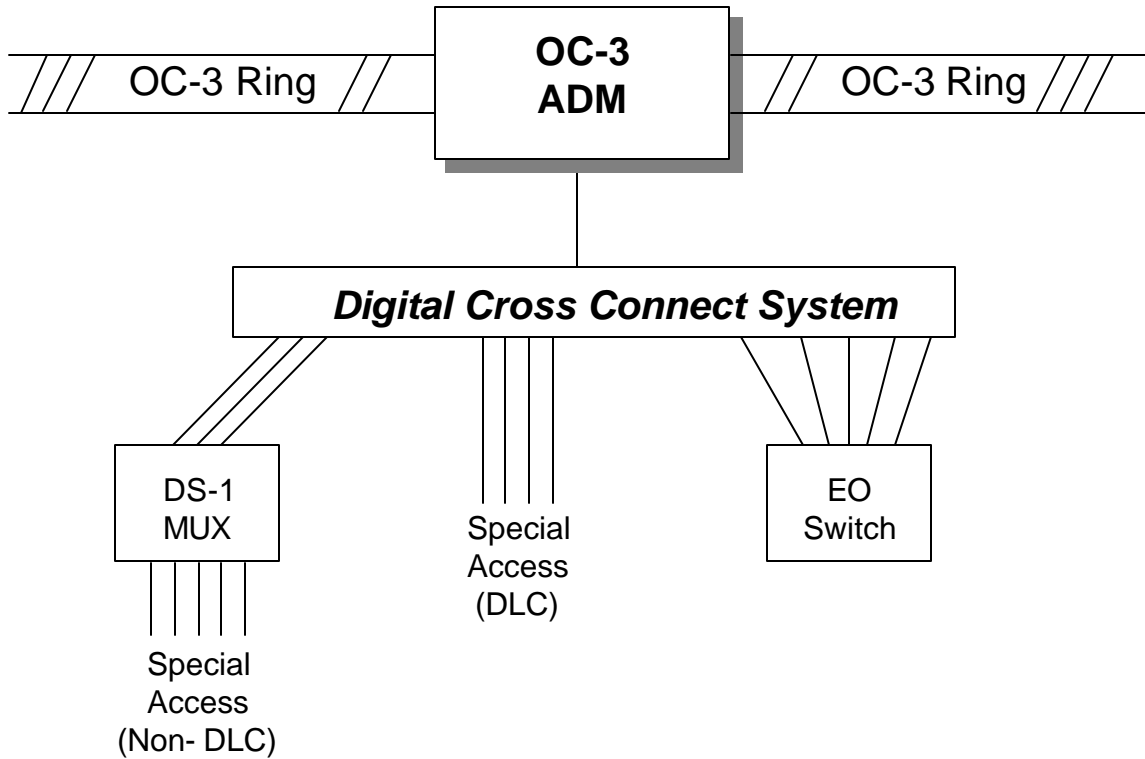 OC-3 Ring
OC-3
ADM
OC-3 Ring
Digital Cross Connect System
DS-1
MUX
Special
Access
(DLC)
EO
Switch
Special
Access
(Non- DLC)